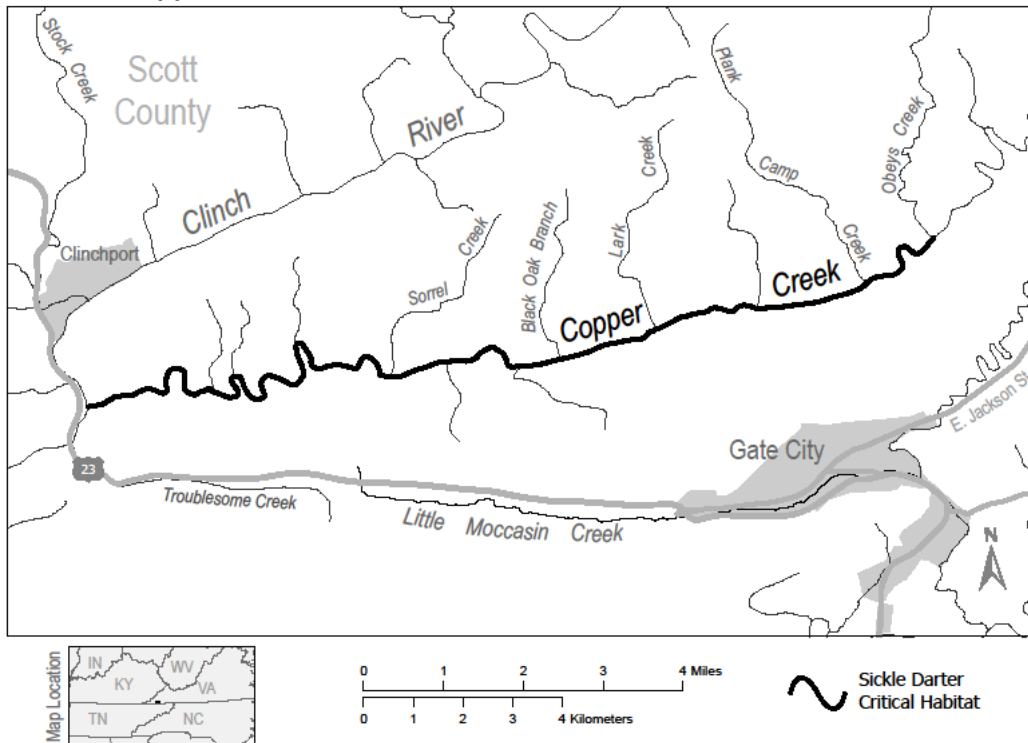 Stock Creek
Scott
County
Clinch River
Clinchport
Plank Camp Creek
Obeys Creek
Sorrel Creek
Black Oak Branch
Lark Creek
Copper Creek
Gate City
E. Jackson St
23
Troublesome Creek
Little Moccasin Creek
N
Map Location
IN
WV
KY
VA
TN
NC
0 1 2 3 4 Miles
0 1 2 3 4 Kilometers
Sickle Darter
Critical Habitat